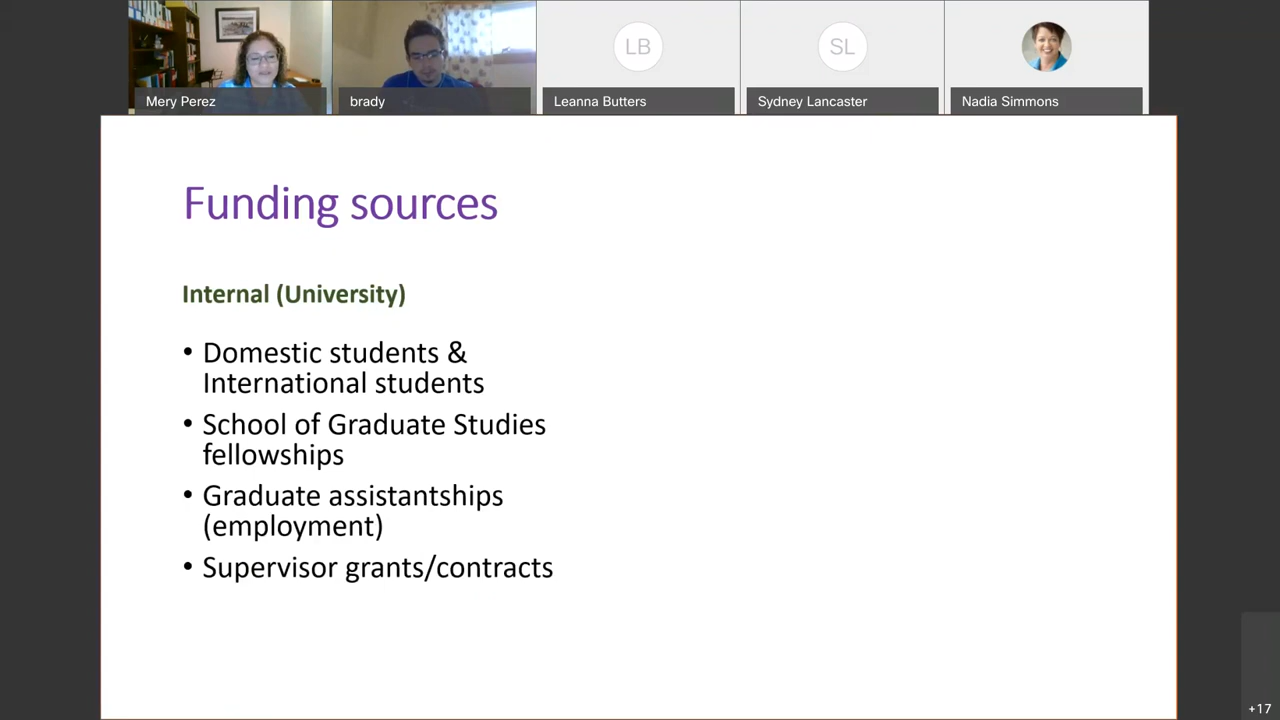 LB
SL
Mery Perez
brady
Leanna Butters
Sydney Lancaster
Nadia Simmons
Funding sources
Internal (University)
• Domestic students &
International students
• School of Graduate Studies
fellowships
• Graduate assistantships
(employment)
• Supervisor grants/contracts
+17